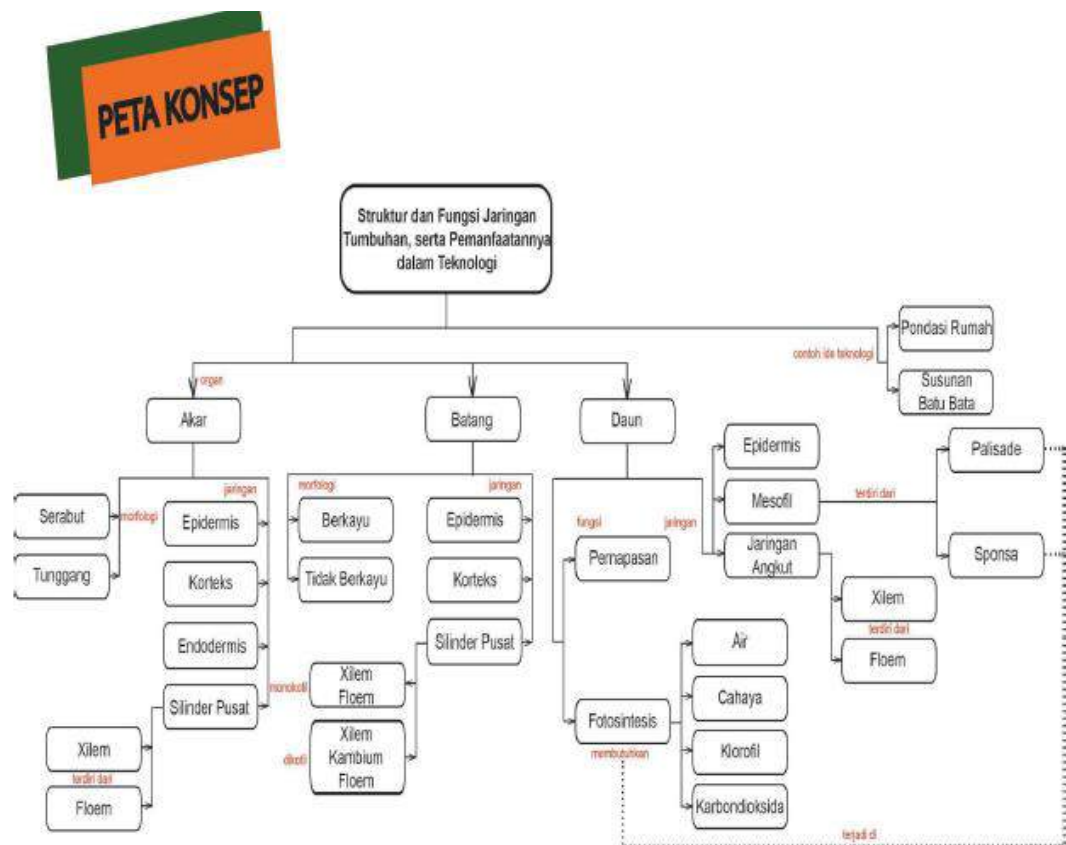 PETA KONSEP
Struktur dan Fungsi Jaringan
Tumbuhan, serta Pemanfaatannya
dalam Teknologi
contoh ide teknologi
Pondasi Rumah
Susunan
Batu Bata
organ
Akar
Batang
Daun
morfologi
Serabut
Tunggang
jaringan
Epidermis
Korteks
Endodermis
Silinder Pusat
terdiri dari
Xilem
Floem
morfologi
Berkayu
Tidak Berkayu
jaringan
Epidermis
Korteks
Silinder Pusat
monokotil
Xilem
Floem
dikotil
Xilem
Kambium
Floem
fungsi
Pernapasan
Fotosintesis
membutuhkan
Air
Cahaya
Klorofil
Karbondioksida
jaringan
Epidermis
Mesofil
Jaringan
Angkut
terdiri dari
Palisade
Sponsa
Xilem
terdiri dari
Floem
terjadi di